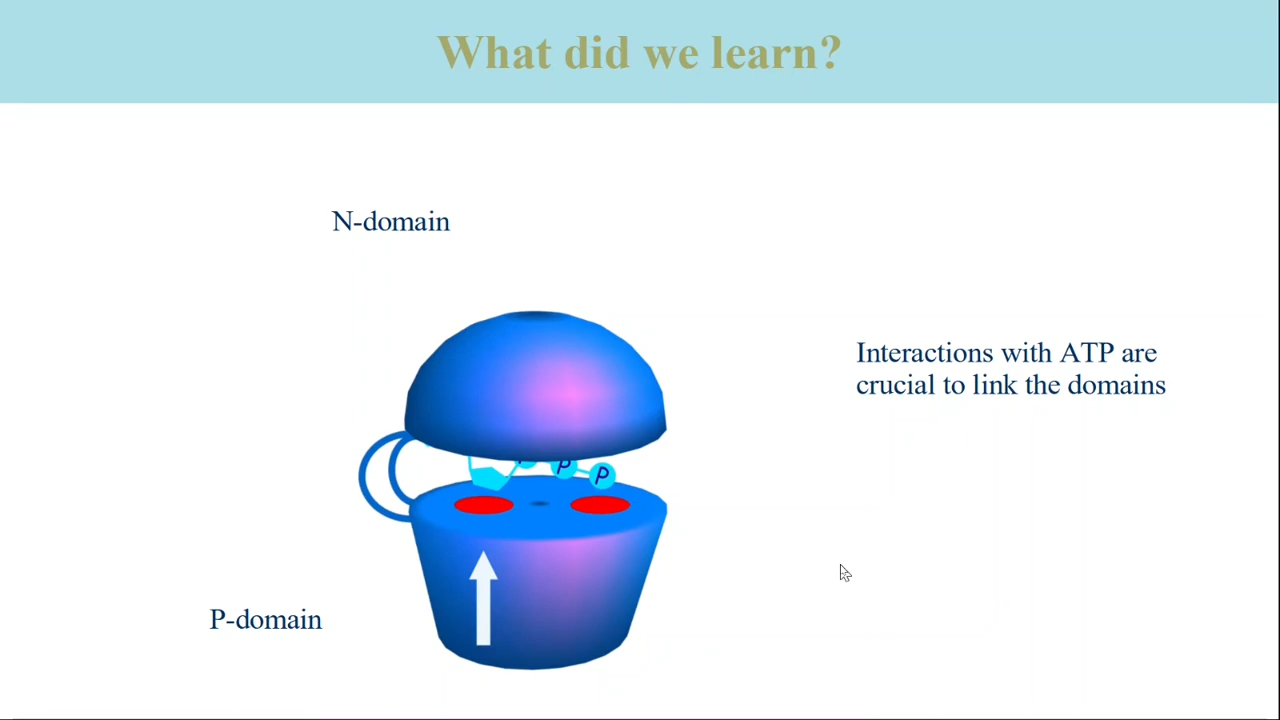 What did we learn?
N-domain
Interactions with ATP are
crucial to link the domains
P P
P-domain